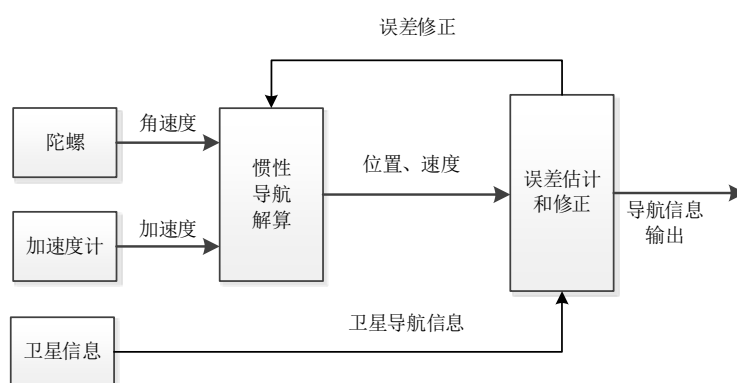 误差修正
陀螺
角速度
惯性
导航
解算
位置、速度
误差估计
和修正
导航信息
输出
加速度计
加速度
卫星信息
卫星导航信息